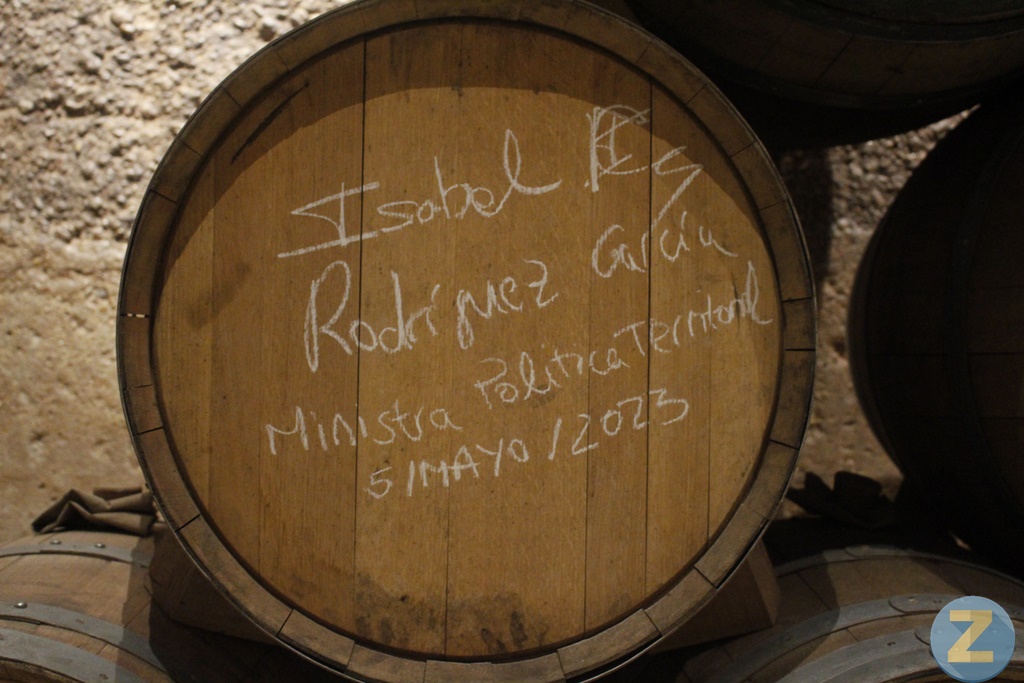 Isabel
Rodríguez García
Ministra Política Territorial
5/MAYO/2023
Z